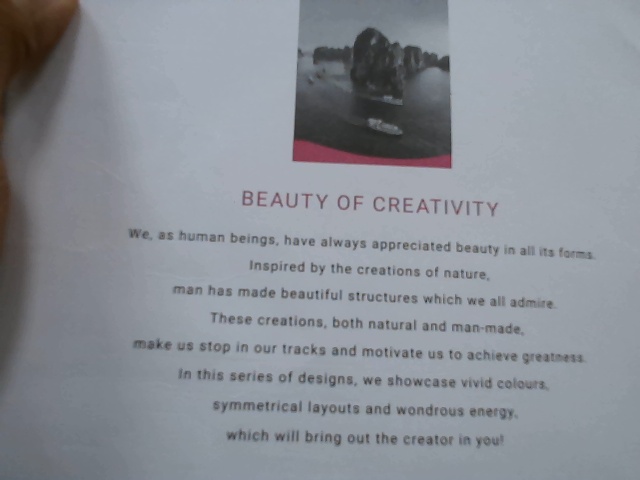 BEAUTY OF CREATIVITY
We, as human beings, have always appreciated beauty in all its forms.
Inspired by the creations of nature,
man has made beautiful structures which we all admire.
These creations, both natural and man-made,
make us stop in our tracks and motivate us to achieve greatness.
In this series of designs, we showcase vivid colours,
symmetrical layouts and wondrous energy,
which will bring out the creator in you!